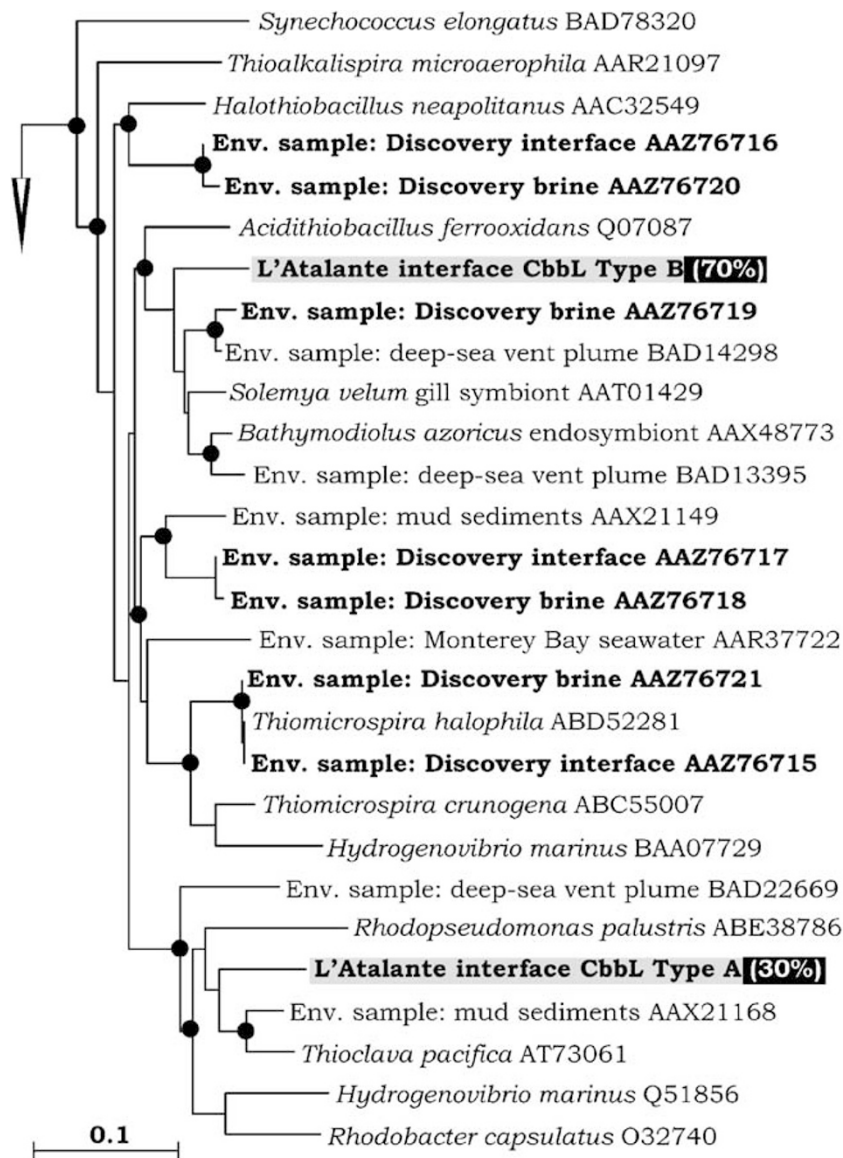 Synechococcus elongatus BAD78320
Thioalkalispira microaerophila AAR21097
Halothiobacillus neapolitanus AAC32549
Env. sample: Discovery interface AAZ76716
Env. sample: Discovery brine AAZ76720
Acidithiobacillus ferrooxidans Q07087
L'Atalante interface CbbL Type B (70%)
Env. sample: Discovery brine AAZ76719
Env. sample: deep-sea vent plume BAD14298
Solemya velum gill symbiont AAT01429
Bathymodiolus azoricus endosymbiont AAX48773
Env. sample: deep-sea vent plume BAD13395
Env. sample: mud sediments AAX21149
Env. sample: Discovery interface AAZ76717
Env. sample: Discovery brine AAZ76718
Env. sample: Monterey Bay seawater AAR37722
Env. sample: Discovery brine AAZ76721
Thiomicrospira halophila ABD52281
Env. sample: Discovery interface AAZ76715
Thiomicrospira crunogena ABC55007
Hydrogenovibrio marinus BAA07729
Env. sample: deep-sea vent plume BAD22669
Rhodopseudomonas palustris ABE38786
L'Atalante interface CbbL Type A (30%)
Env. sample: mud sediments AAX21168
Thioclava pacifica AT73061
Hydrogenovibrio marinus Q51856
Rhodobacter capsulatus O32740
0.1